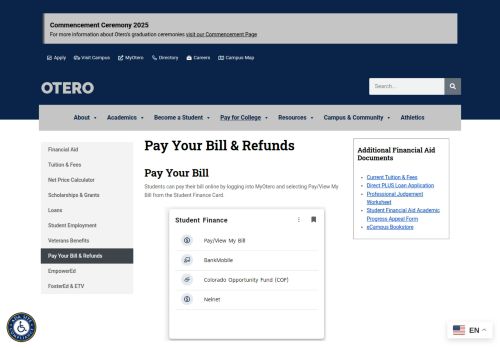 Commencement Ceremony 2025
For more information about Otero's graduation ceremonies visit our Commencement Page
Apply Visit Campus MyOtero Directory Careers Campus Map
OTERO
Search...
About Academics Become a Student Pay for College Resources Campus & Community Athletics
Financial Aid
Tuition & Fees
Net Price Calculator
Scholarships & Grants
Loans
Student Employment
Veterans Benefits
Pay Your Bill & Refunds
EmpowerEd
FosterEd & ETV
Pay Your Bill & Refunds
Pay Your Bill
Students can pay their bill online by logging into MyOtero and selecting Pay/View My
Bill from the Student Finance Card.
Student Finance
Pay/View My Bill
BankMobile
Colorado Opportunity Fund (COF)
Nelnet
Additional Financial Aid
Documents
Current Tuition & Fees
Direct PLUS Loan Application
Professional Judgement
Worksheet
Student Financial Aid Academic
Progress Appeal Form
eCampus Bookstore
EN